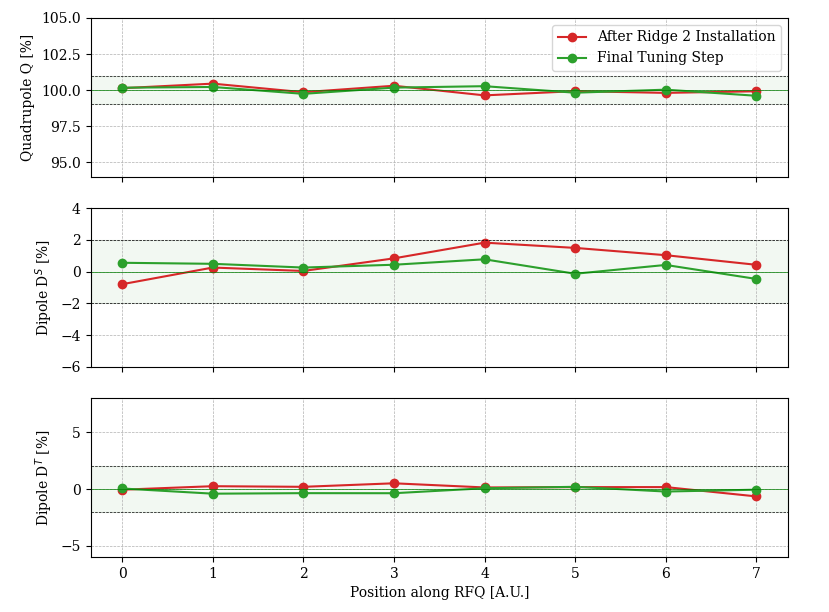 Quadrupole Q [%]
105.0
102.5
100.0
97.5
95.0
After Ridge 2 Installation
Final Tuning Step
Dipole D^S [%]
4
2
0
−2
−4
−6
Dipole D^T [%]
5
0
−5
0 1 2 3 4 5 6 7
Position along RFQ [A.U.]